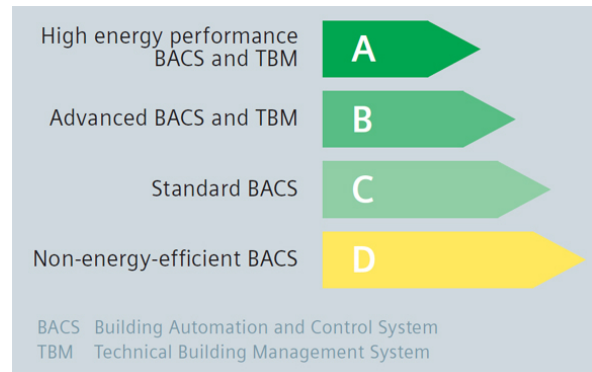 High energy performance
BACS and TBM
A
Advanced BACS and TBM
B
Standard BACS
C
Non-energy-efficient BACS
D
BACS Building Automation and Control System
TBM Technical Building Management System